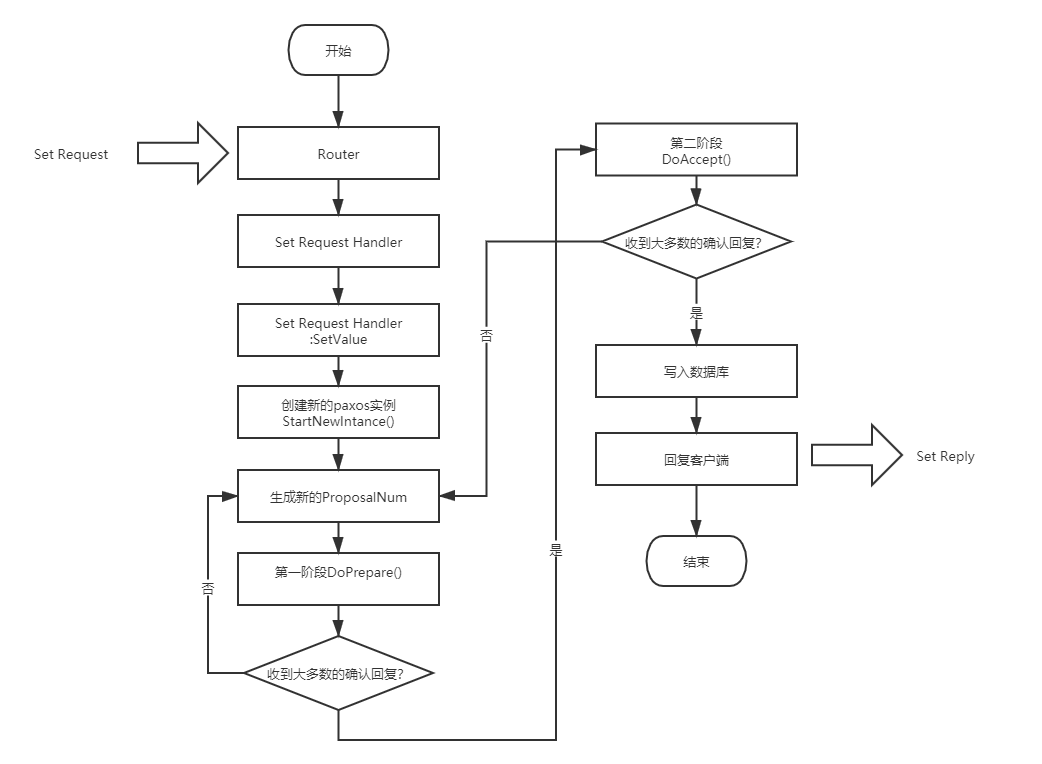 开始
Set Request
Router
Set Request Handler
Set Request Handler
:SetValue
创建新的paxos实例
StartNewIntance()
生成新的ProposalNum
第一阶段DoPrepare()
否
收到大多数的确认回复?
是
第二阶段
DoAccept()
收到大多数的确认回复?
否
是
写入数据库
回复客户端
Set Reply
结束